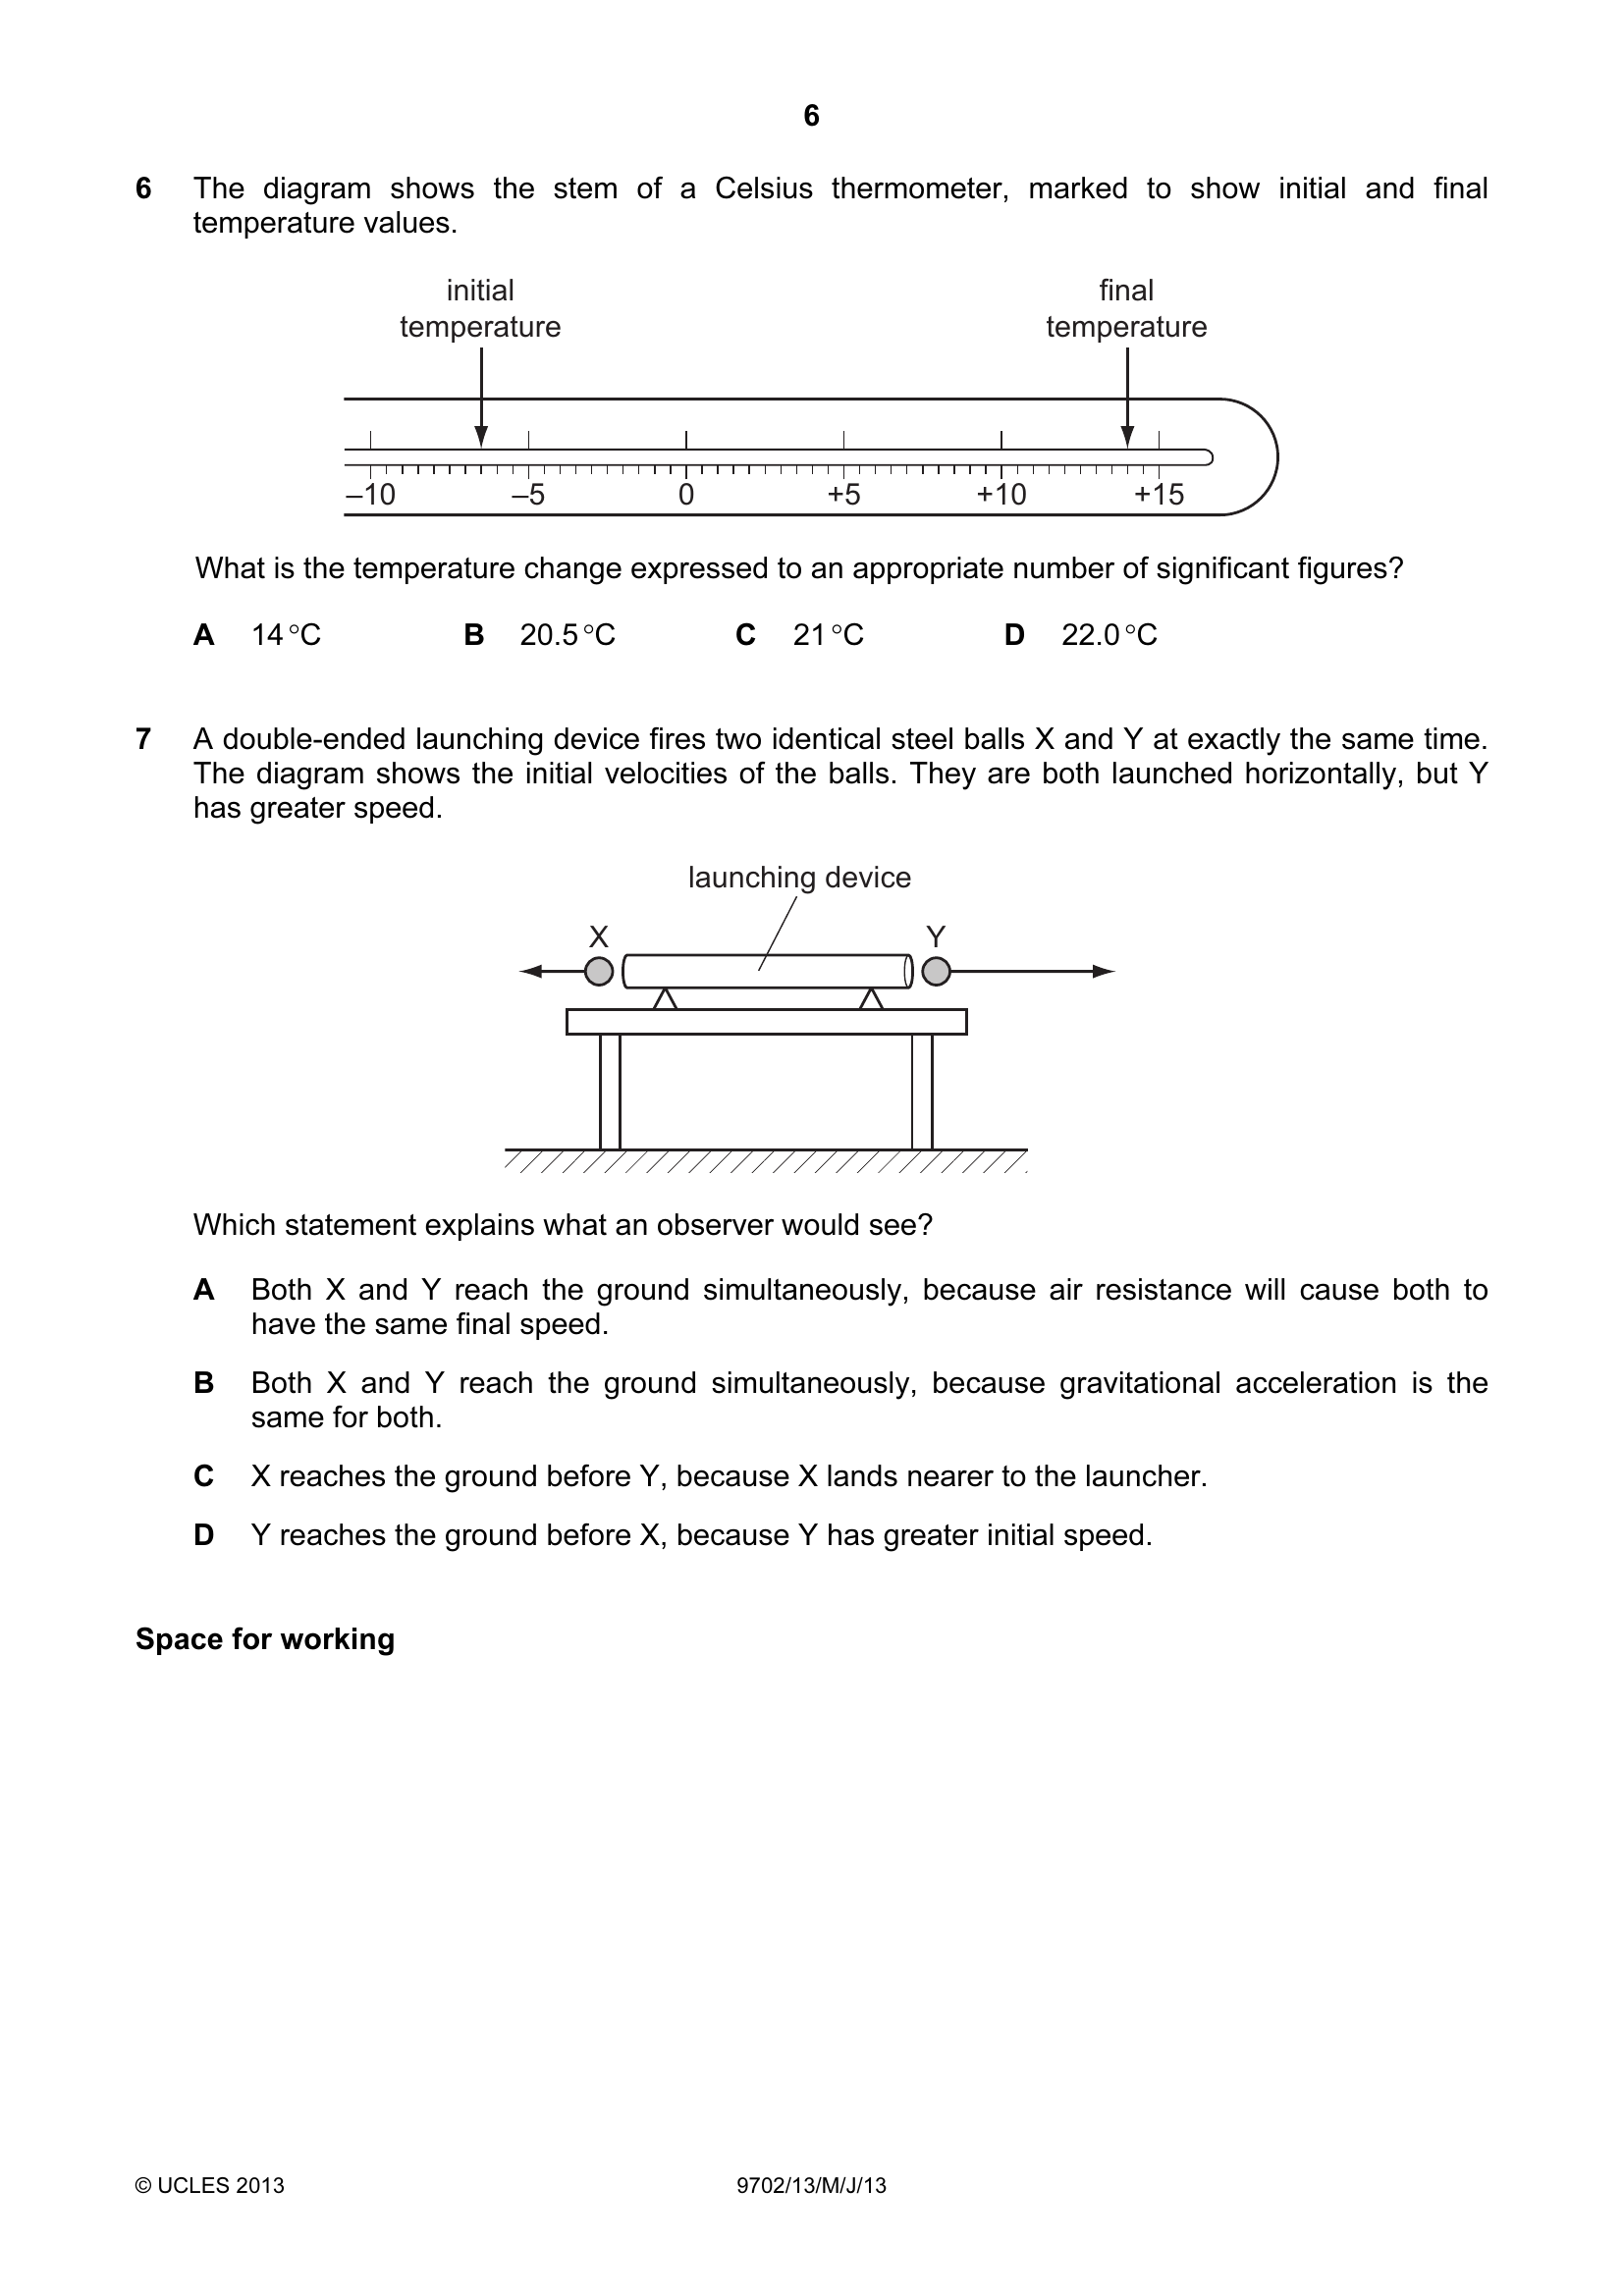 6
6 The diagram shows the stem of a Celsius thermometer, marked to show initial and final
temperature values.
initial
temperature
final
temperature
–10 –5 0 +5 +10 +15
What is the temperature change expressed to an appropriate number of significant figures?
A 14 °C B 20.5 °C C 21 °C D 22.0 °C
7 A double-ended launching device fires two identical steel balls X and Y at exactly the same time.
The diagram shows the initial velocities of the balls. They are both launched horizontally, but Y
has greater speed.
launching device
X Y
Which statement explains what an observer would see?
A Both X and Y reach the ground simultaneously, because air resistance will cause both to
have the same final speed.
B Both X and Y reach the ground simultaneously, because gravitational acceleration is the
same for both.
C X reaches the ground before Y, because X lands nearer to the launcher.
D Y reaches the ground before X, because Y has greater initial speed.
Space for working
© UCLES 2013 9702/13/M/J/13